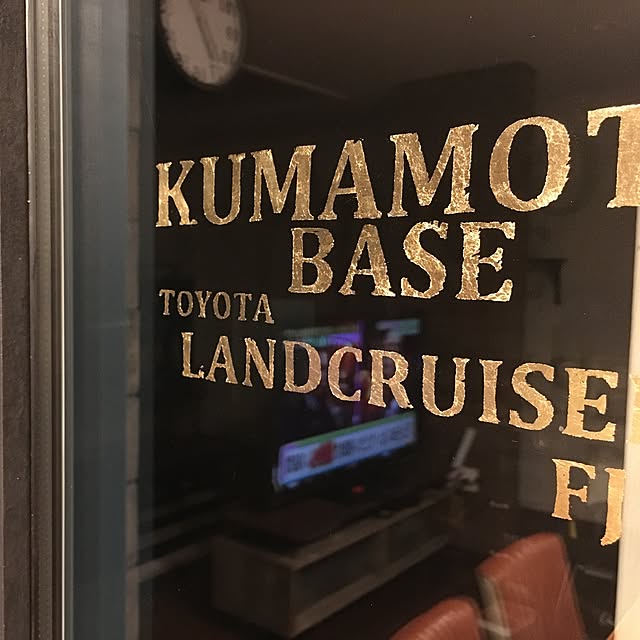 KUMAMOT
BASE
TOYOTA
LANDCRUISE
FJ